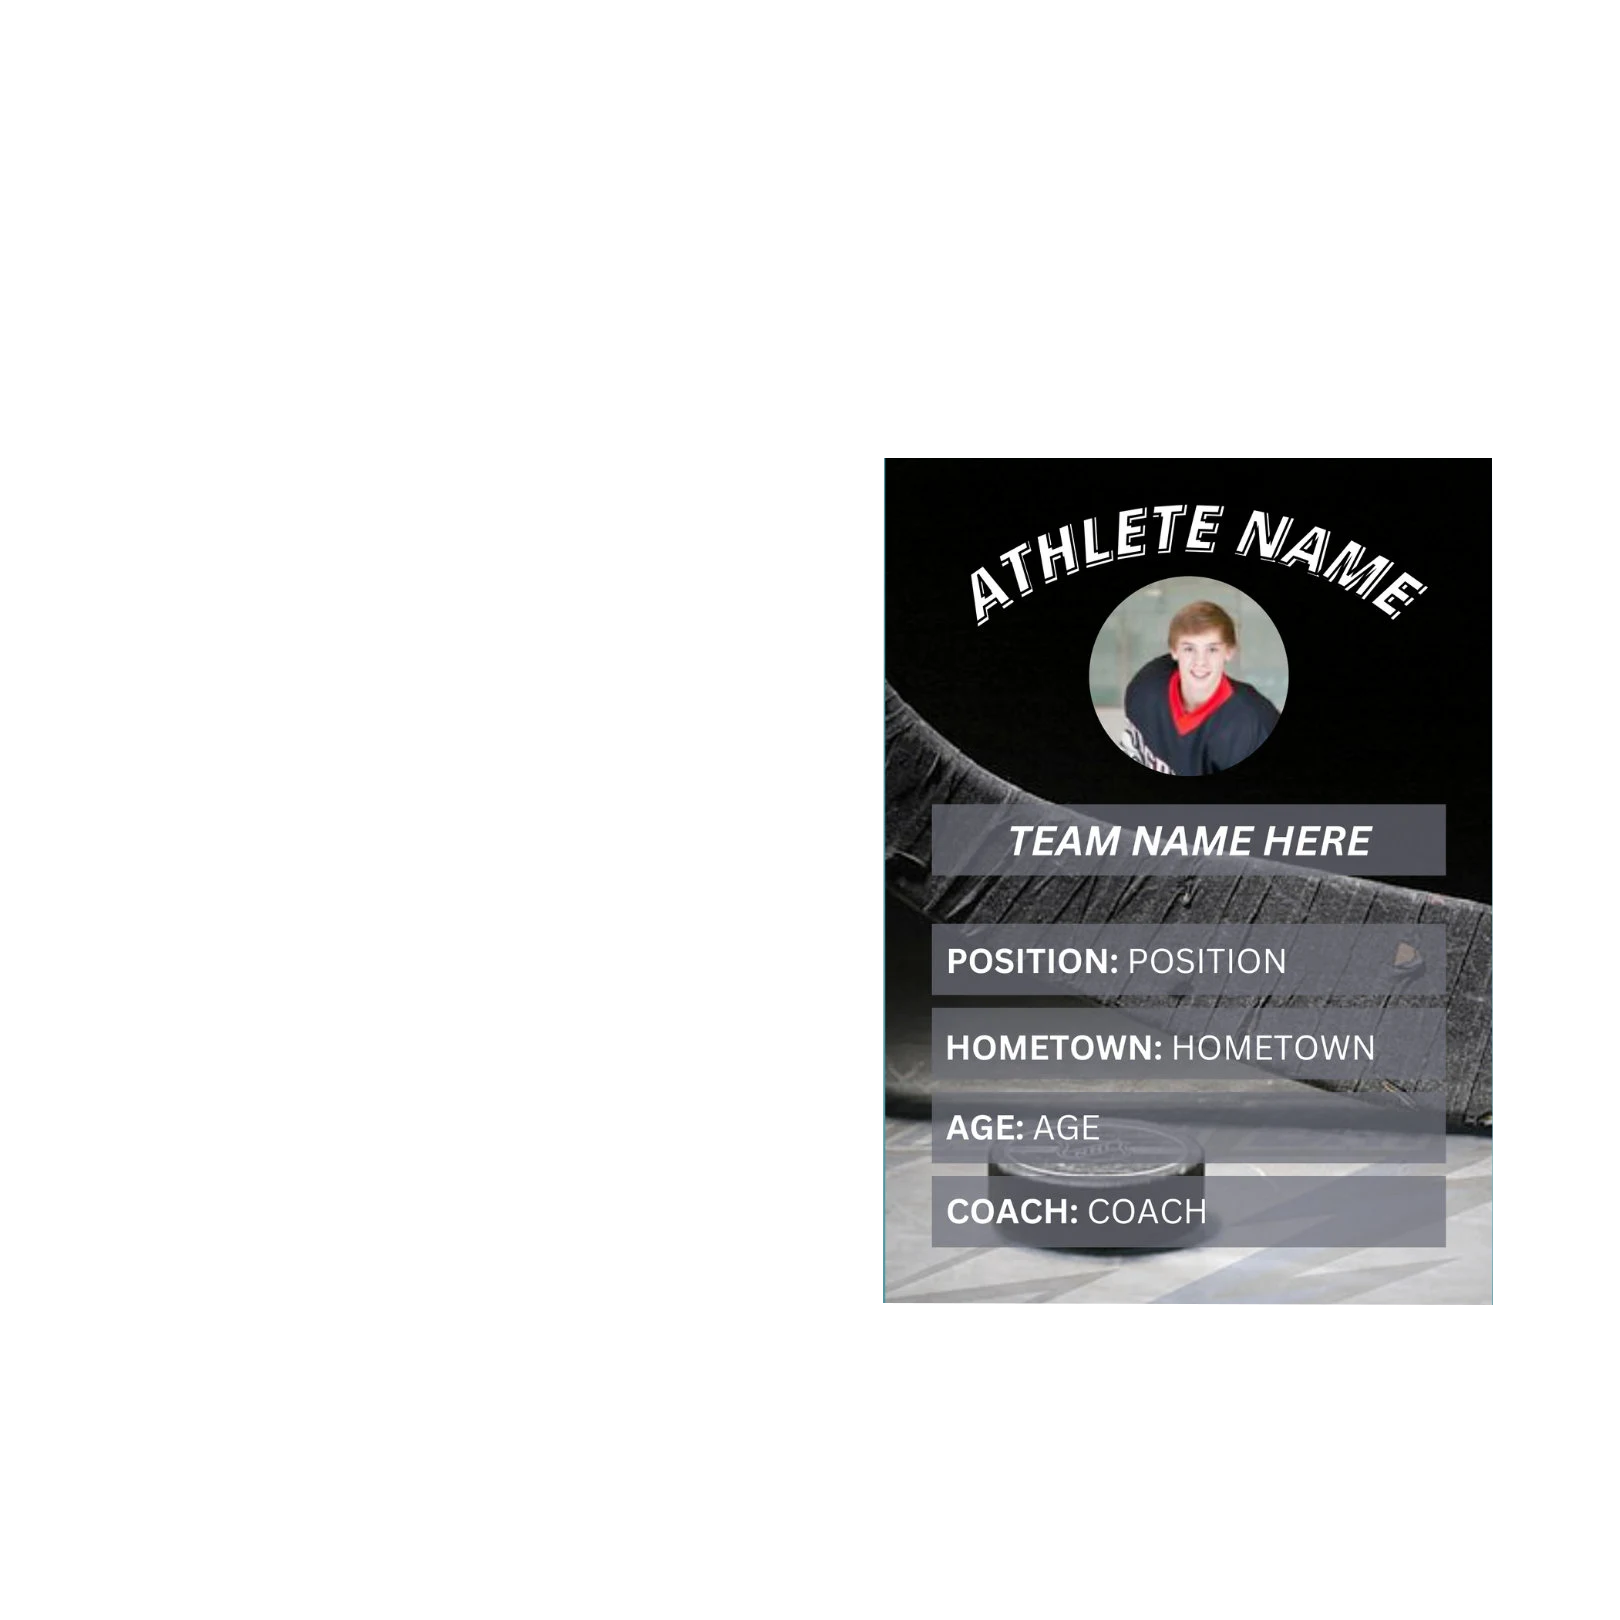 ATHLETE NAME
TEAM NAME HERE
POSITION: POSITION
HOMETOWN: HOMETOWN
AGE: AGE
COACH: COACH